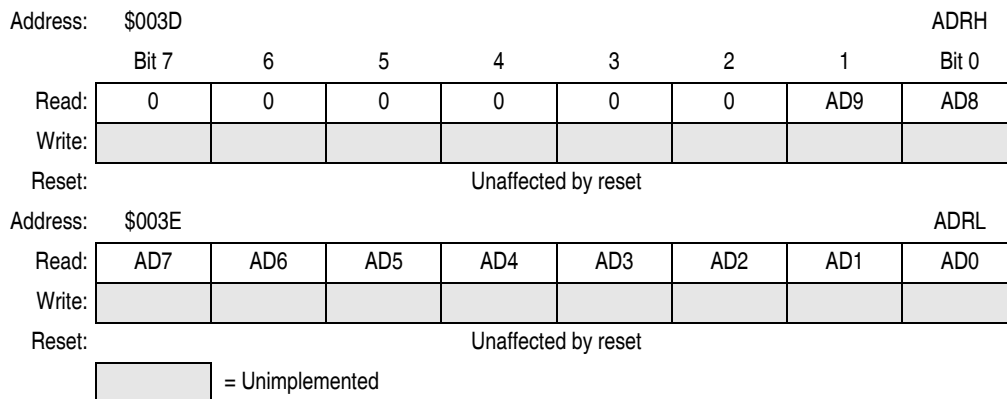 Address: $003D ADRH
Bit 7 6 5 4 3 2 1 Bit 0
Read: 0 0 0 0 0 0 AD9 AD8
Write:
Reset: Unaffected by reset
Address: $003E ADRL
Read: AD7 AD6 AD5 AD4 AD3 AD2 AD1 AD0
Write:
Reset: Unaffected by reset
= Unimplemented